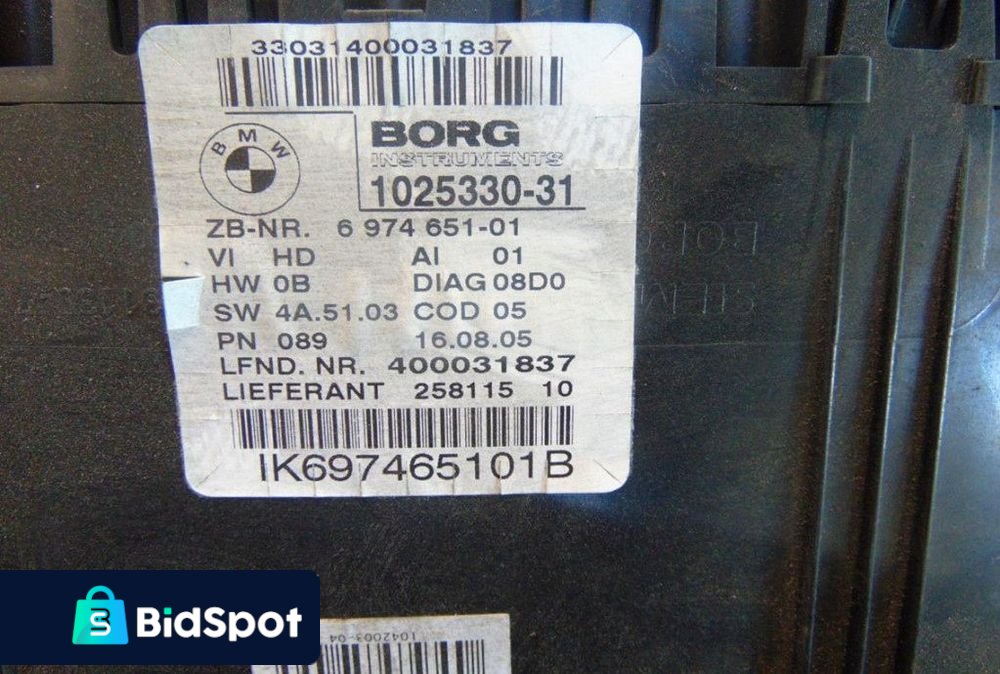 33031400031837
BMW
BORG
INSTRUMENTS
1025330-31
ZB-NR. 6 974 651-01
VI HD AI 01
HW 0B DIAG 08D0
SW 4A.51.03 COD 05
PN 089 16.08.05
LFND. NR. 400031837
LIEFERANT 258115 10
IK697465101B
1042003-04
BidSpot